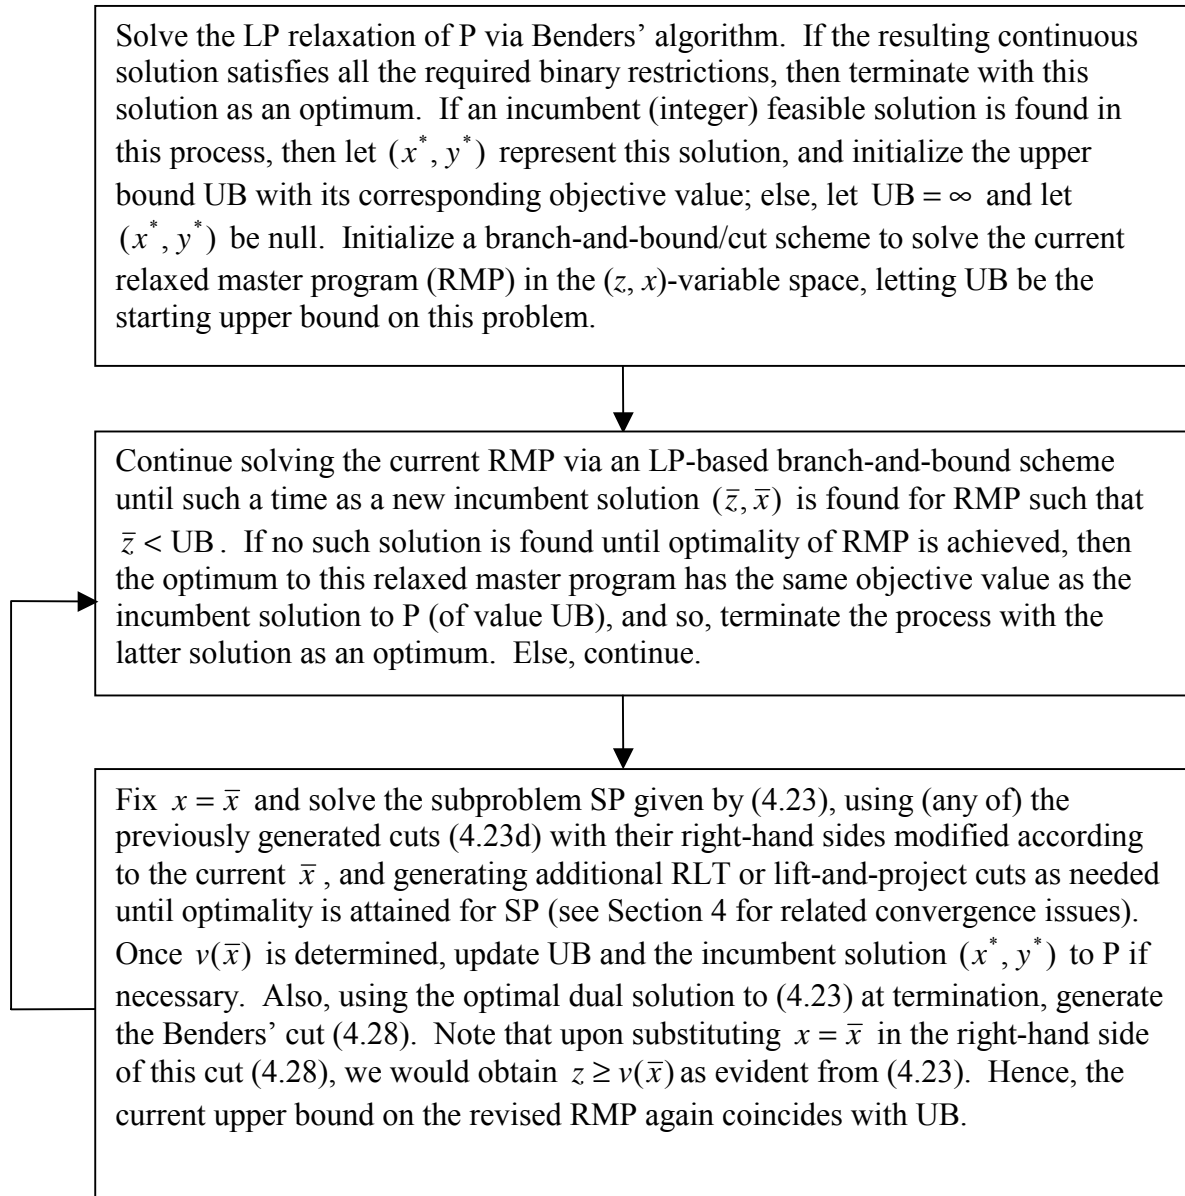 Solve the LP relaxation of P via Benders’ algorithm. If the resulting continuous
solution satisfies all the required binary restrictions, then terminate with this
solution as an optimum. If an incumbent (integer) feasible solution is found in
this process, then let (x*, y*) represent this solution, and initialize the upper
bound UB with its corresponding objective value; else, let UB = ∞ and let
(x*, y*) be null. Initialize a branch-and-bound/cut scheme to solve the current
relaxed master program (RMP) in the (z, x)-variable space, letting UB be the
starting upper bound on this problem.
Continue solving the current RMP via an LP-based branch-and-bound scheme
until such a time as a new incumbent solution (z̄, x̄) is found for RMP such that
z̄ < UB. If no such solution is found until optimality of RMP is achieved, then
the optimum to this relaxed master program has the same objective value as the
incumbent solution to P (of value UB), and so, terminate the process with the
latter solution as an optimum. Else, continue.
Fix x = x̄ and solve the subproblem SP given by (4.23), using (any of) the
previously generated cuts (4.23d) with their right-hand sides modified according
to the current x̄, and generating additional RLT or lift-and-project cuts as needed
until optimality is attained for SP (see Section 4 for related convergence issues).
Once v(x̄) is determined, update UB and the incumbent solution (x*, y*) to P if
necessary. Also, using the optimal dual solution to (4.23) at termination, generate
the Benders’ cut (4.28). Note that upon substituting x = x̄ in the right-hand side
of this cut (4.28), we would obtain z ≥ v(x̄) as evident from (4.23). Hence, the
current upper bound on the revised RMP again coincides with UB.